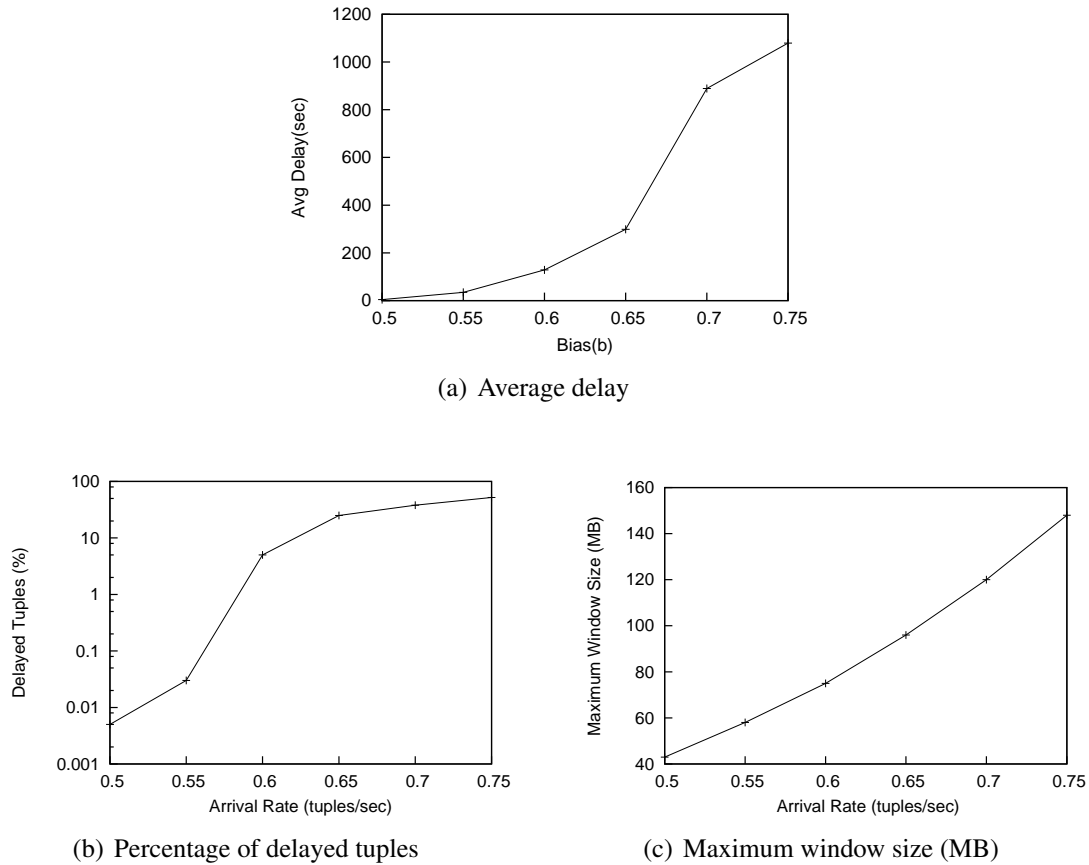 1200
1000
800
600
400
200
0
Avg Delay(sec)
0.5 0.55 0.6 0.65 0.7 0.75
Bias(b)
(a) Average delay
100
10
1
0.1
0.01
0.001
Delayed Tuples (%)
0.5 0.55 0.6 0.65 0.7 0.75
Arrival Rate (tuples/sec)
(b) Percentage of delayed tuples
160
140
120
100
80
60
40
Maximum Window Size (MB)
0.5 0.55 0.6 0.65 0.7 0.75
Arrival Rate (tuples/sec)
(c) Maximum window size (MB)